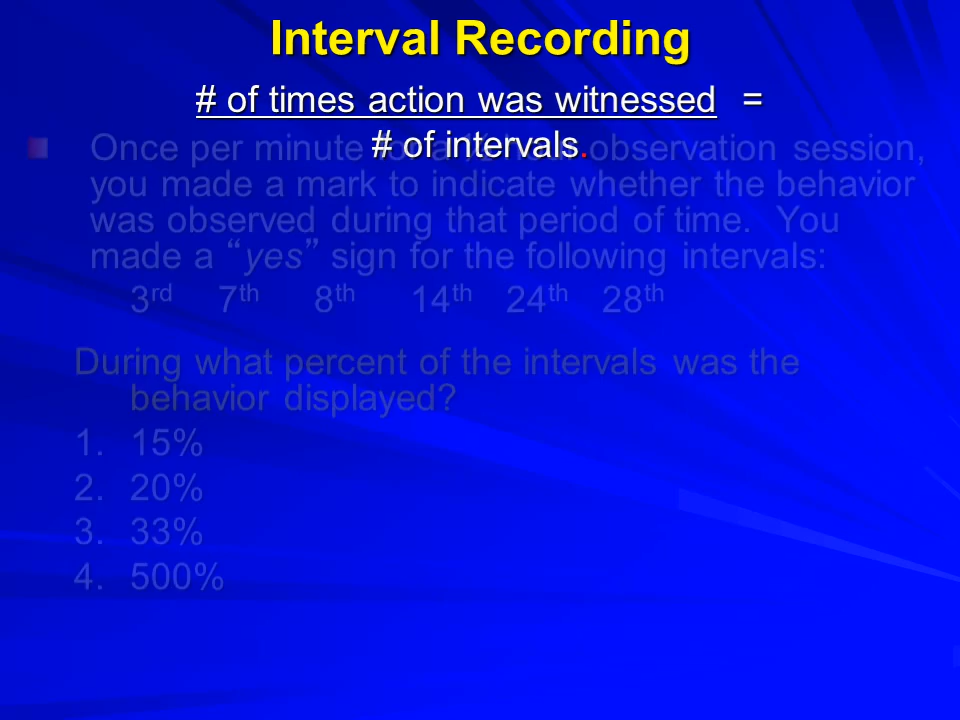 Interval Recording
# of times action was witnessed =
# of intervals.
Once per minute observation session,
you made a mark to indicate whether the behavior
was observed during that period of time. You
made a “yes” sign for the following intervals:
3rd 7th 8th 14th 24th 28th
During what percent of the intervals was the
behavior displayed?
1. 15%
2. 20%
3. 33%
4. 500%